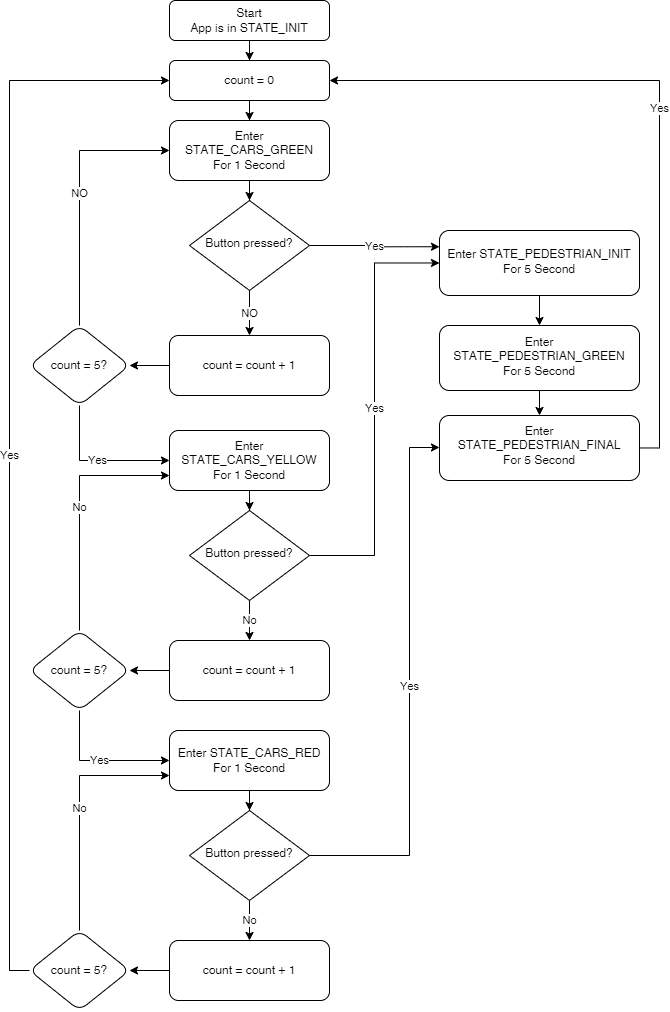 Start
App is in STATE_INIT
count = 0
Yes
Enter
STATE_CARS_GREEN
For 1 Second
NO
Button pressed?
Yes
Enter STATE_PEDESTRIAN_INIT
For 5 Second
NO
count = 5?
count = count + 1
Enter
STATE_PEDESTRIAN_GREEN
For 5 Second
Yes
Enter
STATE_PEDESTRIAN_FINAL
For 5 Second
Yes
Yes
Enter
STATE_CARS_YELLOW
For 1 Second
No
Button pressed?
No
count = 5?
count = count + 1
Yes
Yes
Enter STATE_CARS_RED
For 1 Second
No
Button pressed?
No
count = 5?
count = count + 1